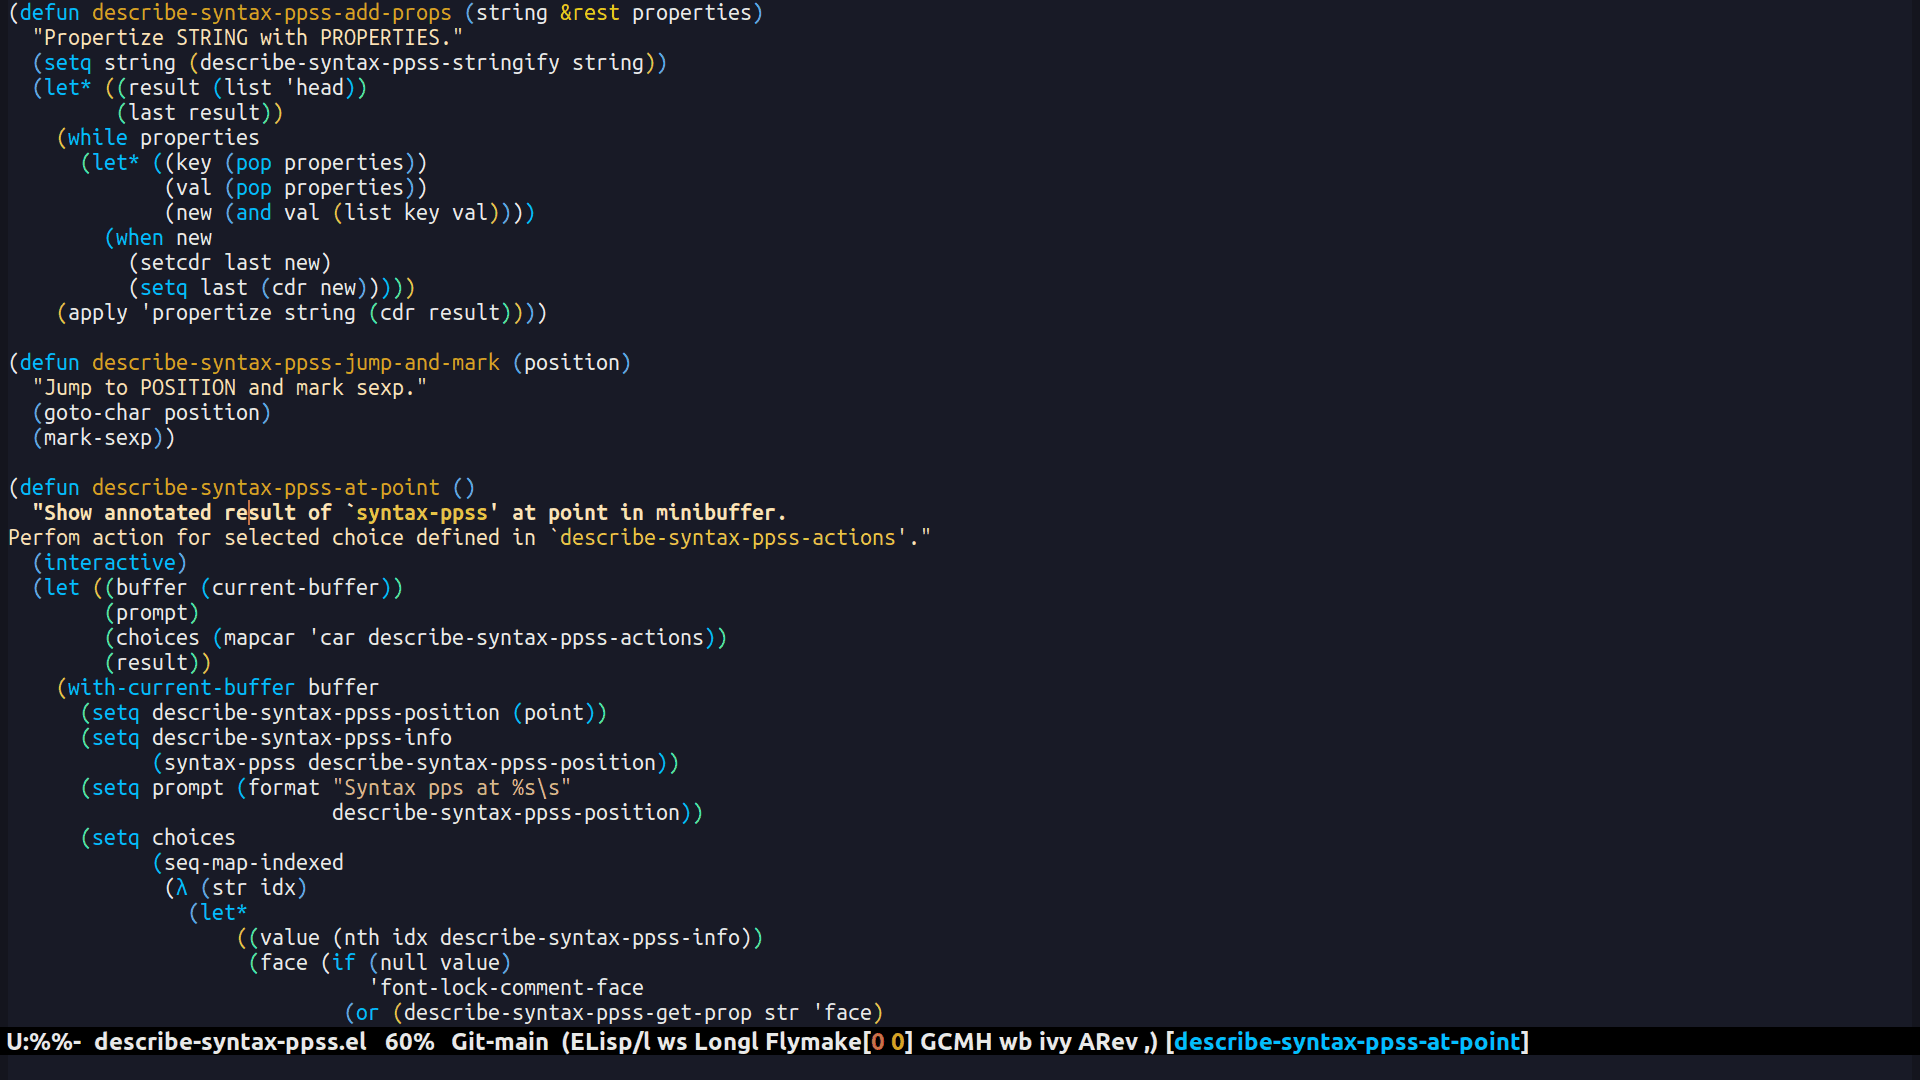 (defun describe-syntax-ppss-add-props (string &rest properties)
  "Propertize STRING with PROPERTIES."
  (setq string (describe-syntax-ppss-stringify string))
  (let* ((result (list 'head))
         (last result))
    (while properties
      (let* ((key (pop properties))
             (val (pop properties))
             (new (and val (list key val))))
        (when new
          (setcdr last new)
          (setq last (cdr new)))))
    (apply 'propertize string (cdr result))))

(defun describe-syntax-ppss-jump-and-mark (position)
  "Jump to POSITION and mark sexp."
  (goto-char position)
  (mark-sexp))

(defun describe-syntax-ppss-at-point ()
  "Show annotated result of `syntax-ppss' at point in minibuffer.
Perfom action for selected choice defined in `describe-syntax-ppss-actions'."
  (interactive)
  (let ((buffer (current-buffer))
        (prompt)
        (choices (mapcar 'car describe-syntax-ppss-actions))
        (result))
    (with-current-buffer buffer
      (setq describe-syntax-ppss-position (point))
      (setq describe-syntax-ppss-info
            (syntax-ppss describe-syntax-ppss-position))
      (setq prompt (format "Syntax pps at %s\s"
                           describe-syntax-ppss-position))
      (setq choices
            (seq-map-indexed
             (λ (str idx)
               (let*
                   ((value (nth idx describe-syntax-ppss-info))
                    (face (if (null value)
                              'font-lock-comment-face
                            (or (describe-syntax-ppss-get-prop str 'face)
U:%%-  describe-syntax-ppss.el   60%   Git-main  (ELisp/l ws Longl Flymake[0 0] GCMH wb ivy ARev ,) [describe-syntax-ppss-at-point]